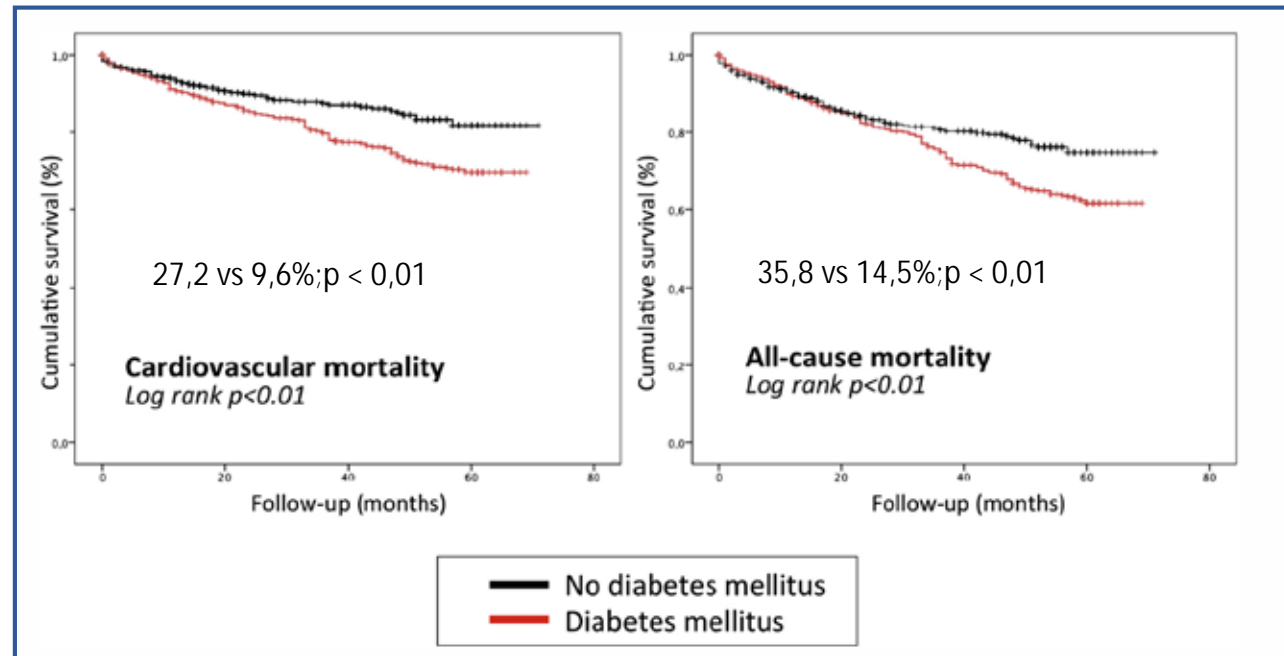 1,0
Cumulative survival (%)
27,2 vs 9,6%;p < 0,01
Cardiovascular mortality
Log rank p<0.01
0,0
0 20 40 60 80
Follow-up (months)
1,0
0,8
0,6
0,4
0,2
0,0
Cumulative survival (%)
35,8 vs 14,5%;p < 0,01
All-cause mortality
Log rank p<0.01
0 20 40 60 80
Follow-up (months)
No diabetes mellitus
Diabetes mellitus